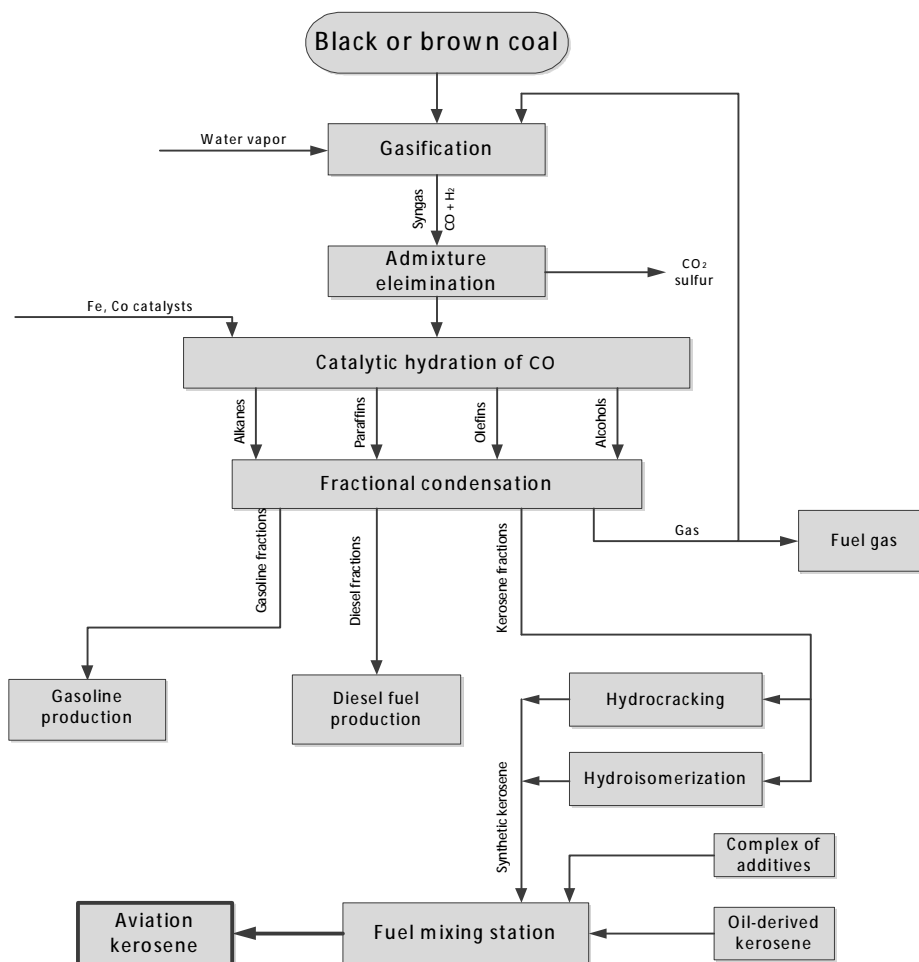 Black or brown coal
Water vapor
Gasification
Syngas
CO + H₂
Admixture
eleimination
CO₂
sulfur
Fe, Co catalysts
Catalytic hydration of CO
Alkanes
Paraffins
Olefins
Alcohols
Fractional condensation
Gasoline fractions
Diesel fractions
Kerosene fractions
Gas
Fuel gas
Gasoline
production
Diesel fuel
production
Hydrocracking
Hydroisomerization
Synthetic kerosene
Complex of
additives
Aviation
kerosene
Fuel mixing station
Oil-derived
kerosene